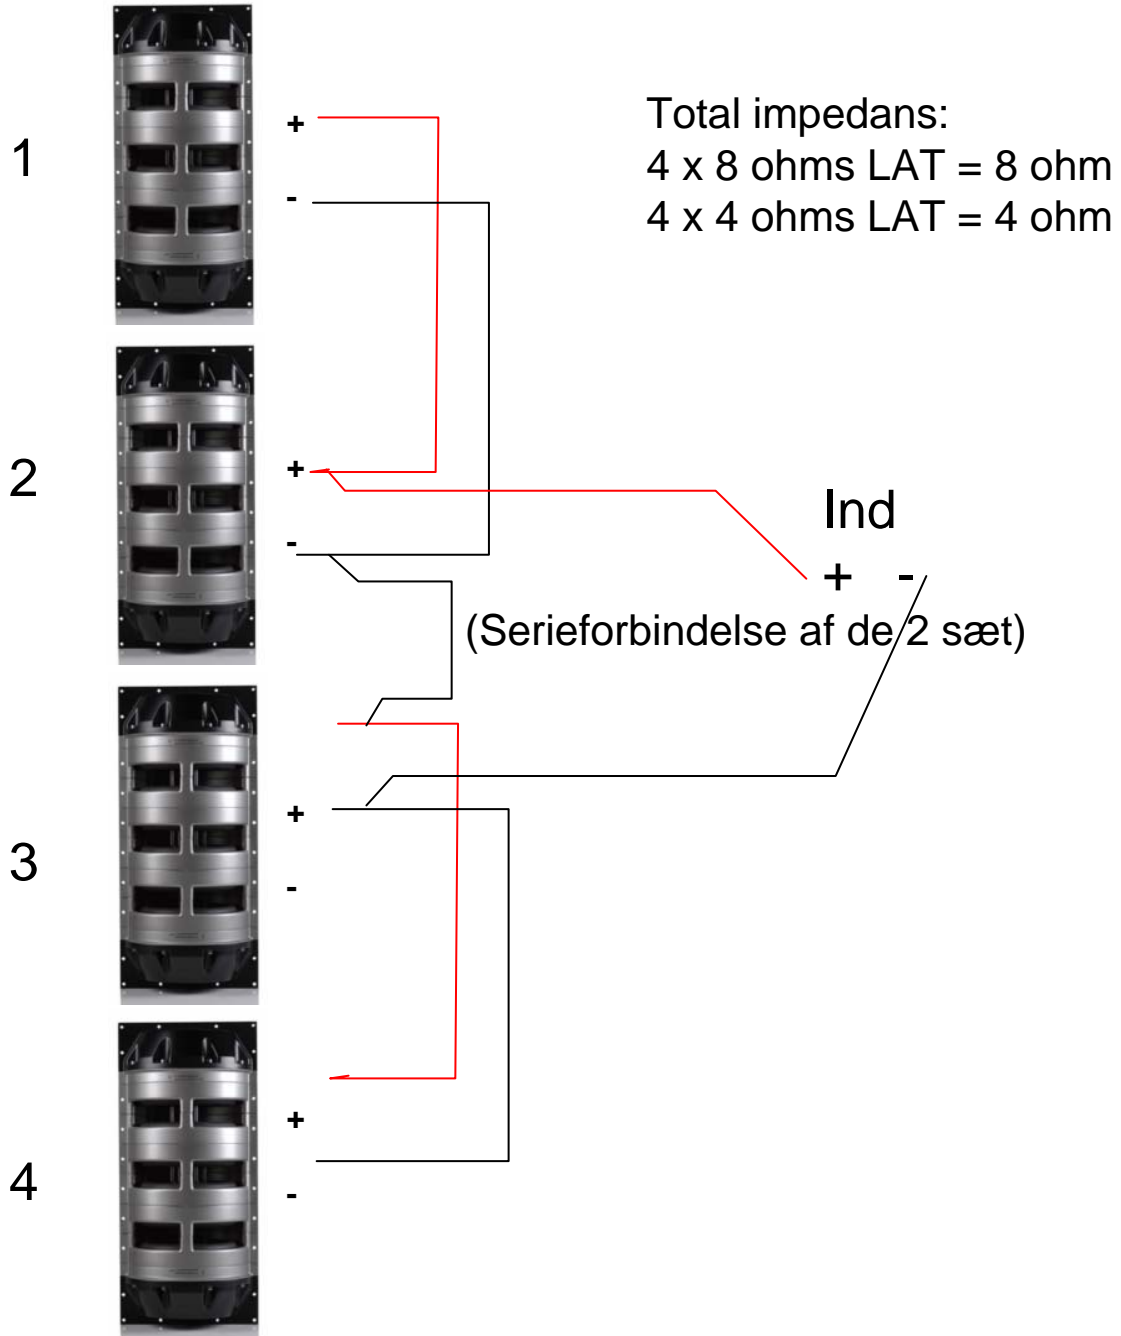 Total impedans:
4 x 8 ohms LAT = 8 ohm
4 x 4 ohms LAT = 4 ohm
1
+
-
2
+
-
Ind
+ -
(Serieforbindelse af de 2 sæt)
3
+
-
4
+
-